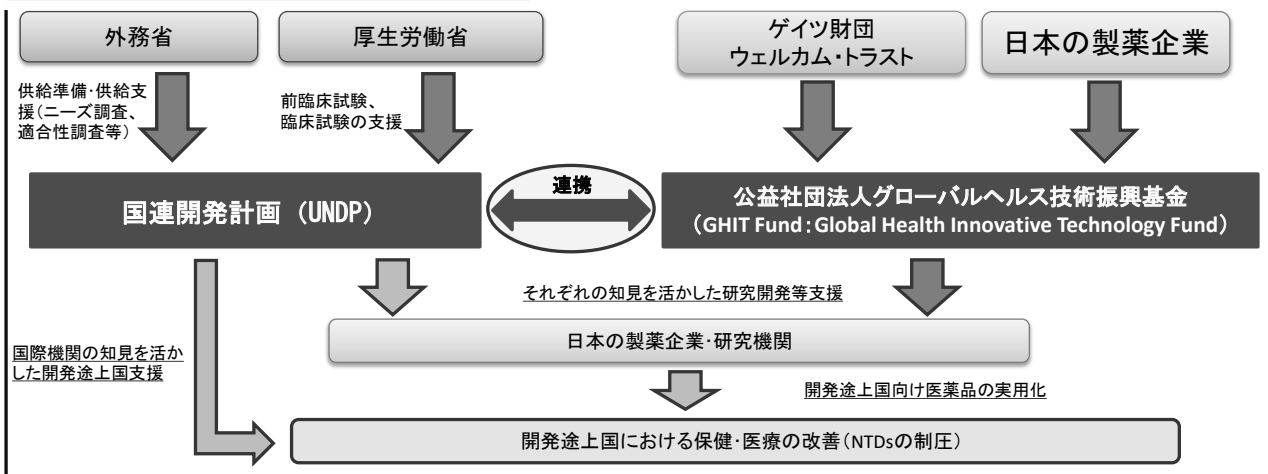 外務省
厚生労働省
ゲイツ財団
ウェルカム・トラスト
日本の製薬企業
供給準備・供給支
援(ニーズ調査、
適合性調査等)
前臨床試験、
臨床試験の支援
国連開発計画 (UNDP)
連携
公益社団法人グローバルヘルス技術振興基金
(GHIT Fund:Global Health Innovative Technology Fund)
それぞれの知見を活かした研究開発等支援
日本の製薬企業・研究機関
国際機関の知見を活か
した開発途上国支援
開発途上国向け医薬品の実用化
開発途上国における保健・医療の改善(NTDsの制圧)